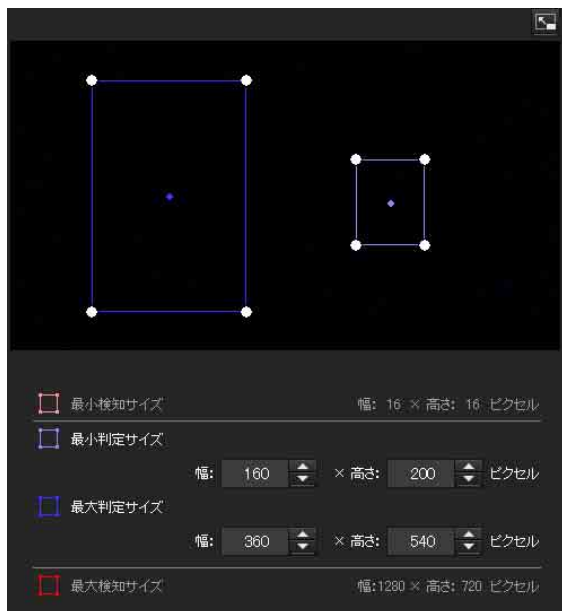 最小検知サイズ 幅: 16 × 高さ: 16 ピクセル
最小判定サイズ
幅: 160 × 高さ: 200 ピクセル
最大判定サイズ
幅: 360 × 高さ: 540 ピクセル
最大検知サイズ 幅:1280 × 高さ: 720 ピクセル